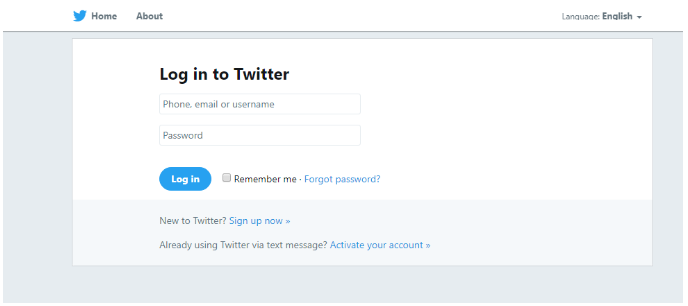 Home About Language: English
Log in to Twitter
Phone, email or username
Password
Log in Remember me · Forgot password?
New to Twitter? Sign up now »
Already using Twitter via text message? Activate your account »